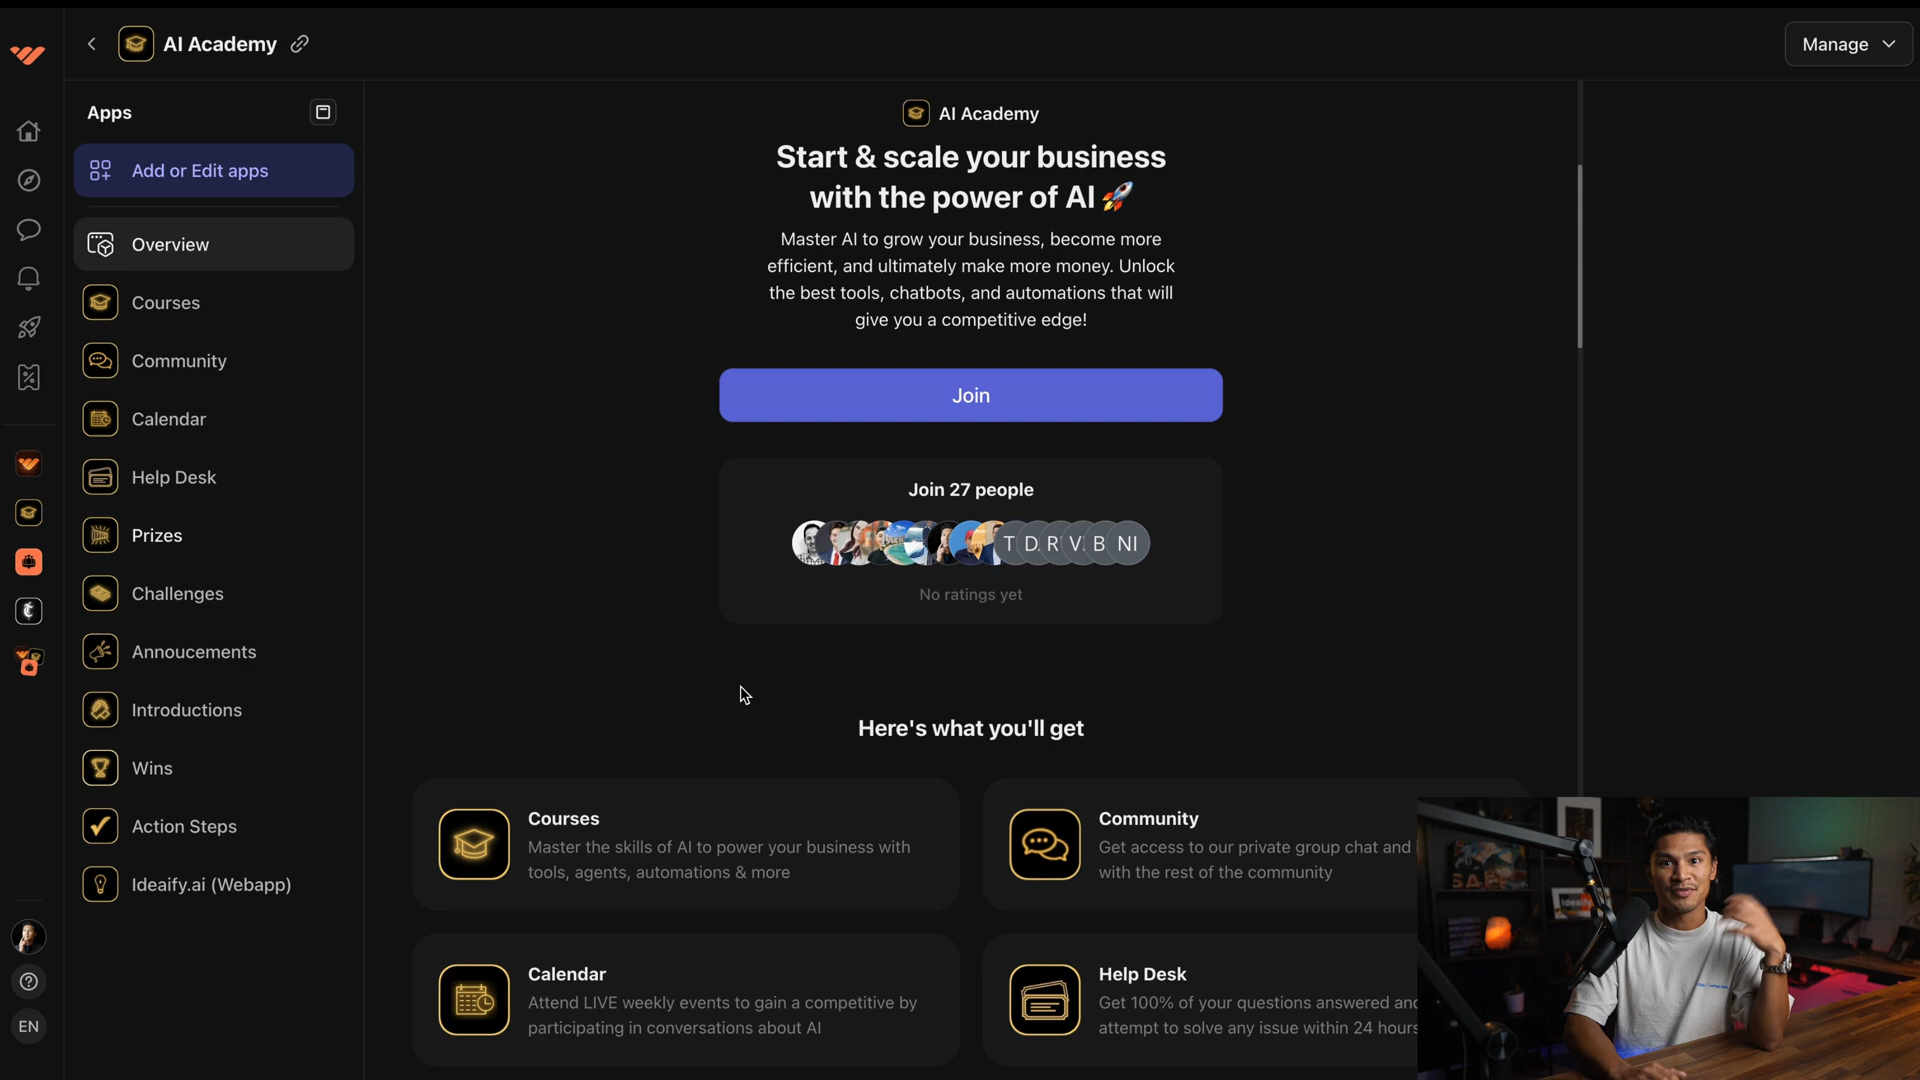 AI Academy
Manage
Apps
Add or Edit apps
Overview
Courses
Community
Calendar
Help Desk
Prizes
Challenges
Annoucements
Introductions
Wins
Action Steps
Ideaify.ai (Webapp)
EN
AI Academy
Start & scale your business
with the power of AI 🚀
Master AI to grow your business, become more
efficient, and ultimately make more money. Unlock
the best tools, chatbots, and automations that will
give you a competitive edge!
Join
Join 27 people
T D. R V. B NI
No ratings yet
Here's what you'll get
Courses
Master the skills of AI to power your business with
tools, agents, automations & more
Community
Get access to our private group chat and
with the rest of the community
Calendar
Attend LIVE weekly events to gain a competitive by
participating in conversations about AI
Help Desk
Get 100% of your questions answered and
attempt to solve any issue within 24 hours